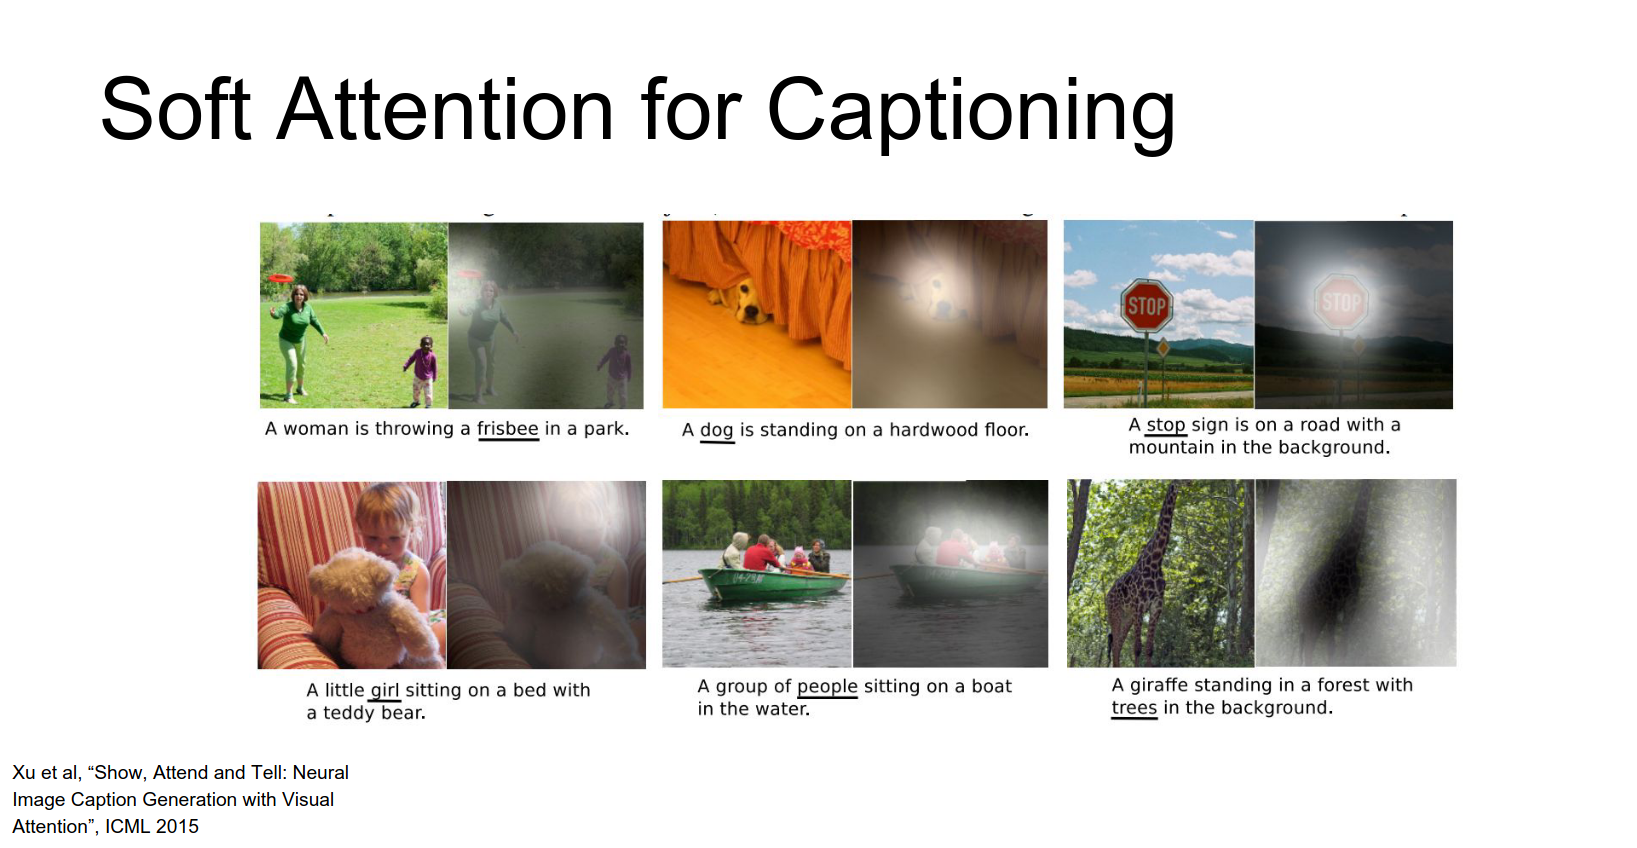 Soft Attention for Captioning
STOP
STOP
A woman is throwing a frisbee in a park.
A dog is standing on a hardwood floor.
A stop sign is on a road with a
mountain in the background.
A little girl sitting on a bed with
a teddy bear.
A group of people sitting on a boat
in the water.
A giraffe standing in a forest with
trees in the background.
Xu et al, “Show, Attend and Tell: Neural
Image Caption Generation with Visual
Attention”, ICML 2015